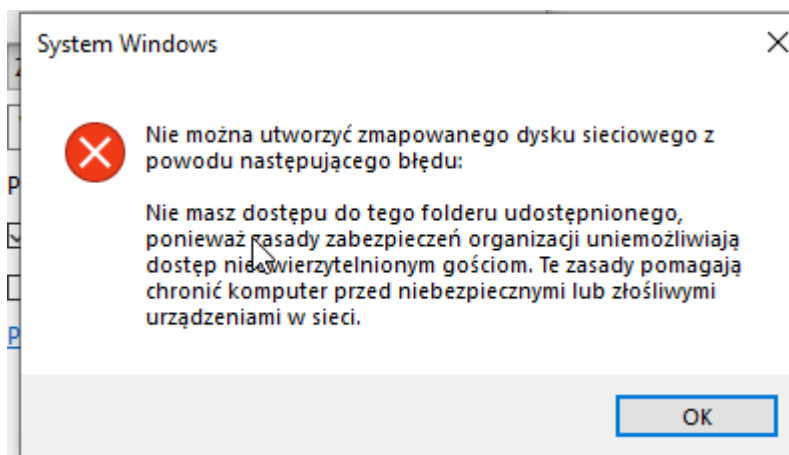 System Windows
Nie można utworzyć zmapowanego dysku sieciowego z
powodu następującego błędu:
Nie masz dostępu do tego folderu udostępnionego,
ponieważ zasady zabezpieczeń organizacji uniemożliwiają
dostęp nieuwierzytelnionym gościom. Te zasady pomagają
chronić komputer przed niebezpiecznymi lub złośliwymi
urządzeniami w sieci.
P
P
OK